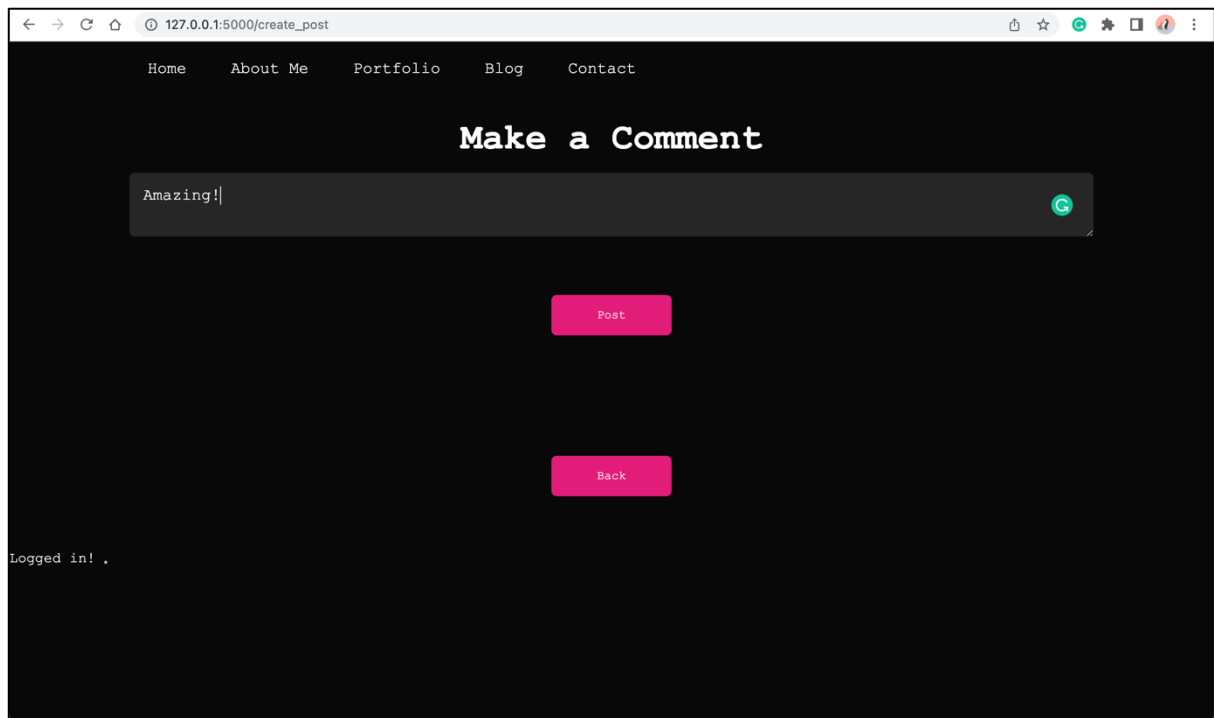 127.0.0.1:5000/create_post
Home About Me Portfolio Blog Contact
Make a Comment
Amazing!
Post
Back
Logged in! .